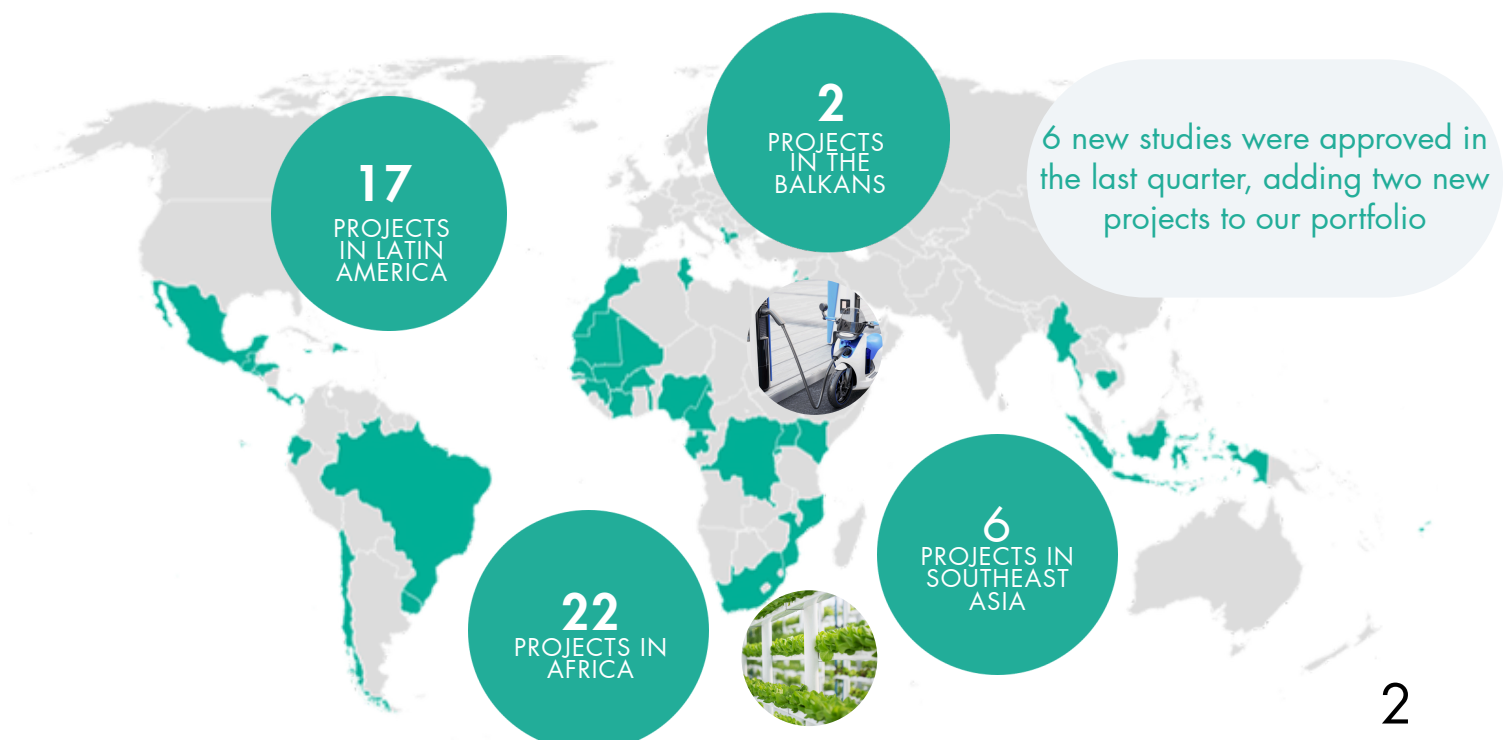 2
PROJECTS
IN THE
BALKANS
17
PROJECTS
IN LATIN
AMERICA
6 new studies were approved in
the last quarter, adding two new
projects to our portfolio
6
PROJECTS IN
SOUTHEAST
ASIA
22
PROJECTS IN
AFRICA
2